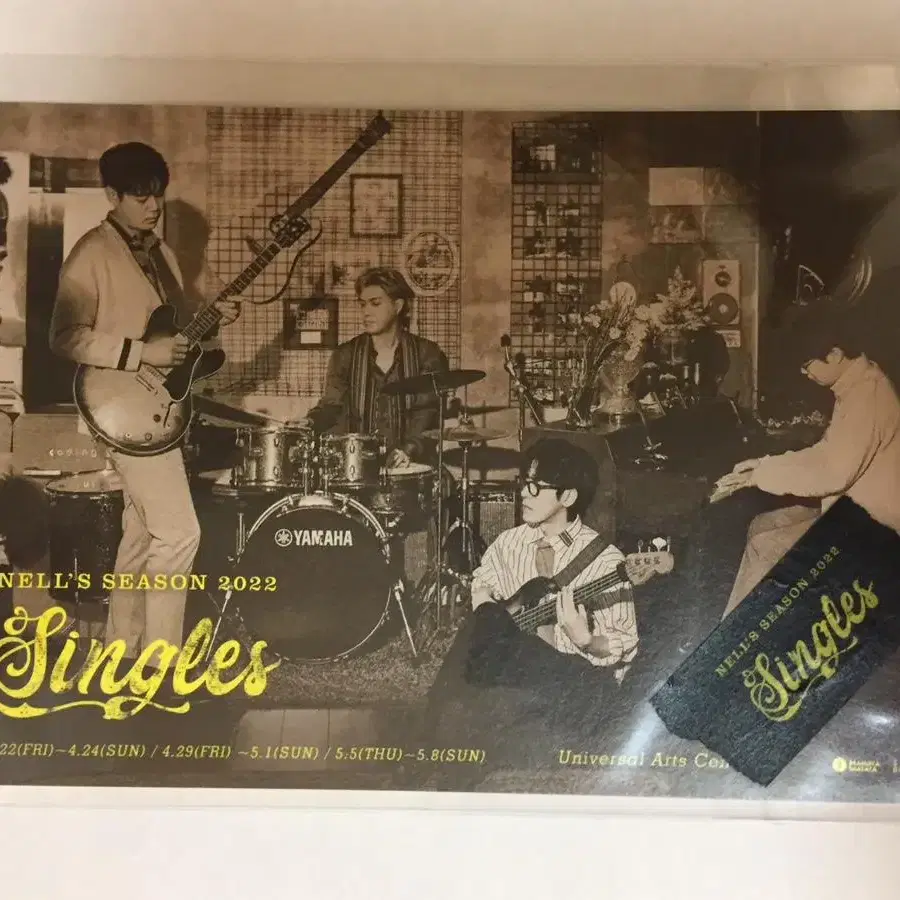 YAMAHA
NELL'S SEASON 2022
Singles
22(FRI)~4.24(SUN) / 4.29(FRI) ~5.1(SUN) / 5.5(THU)~5.8(SUN)
Universal Arts Cen
NELL'S SEASON 2022
Singles